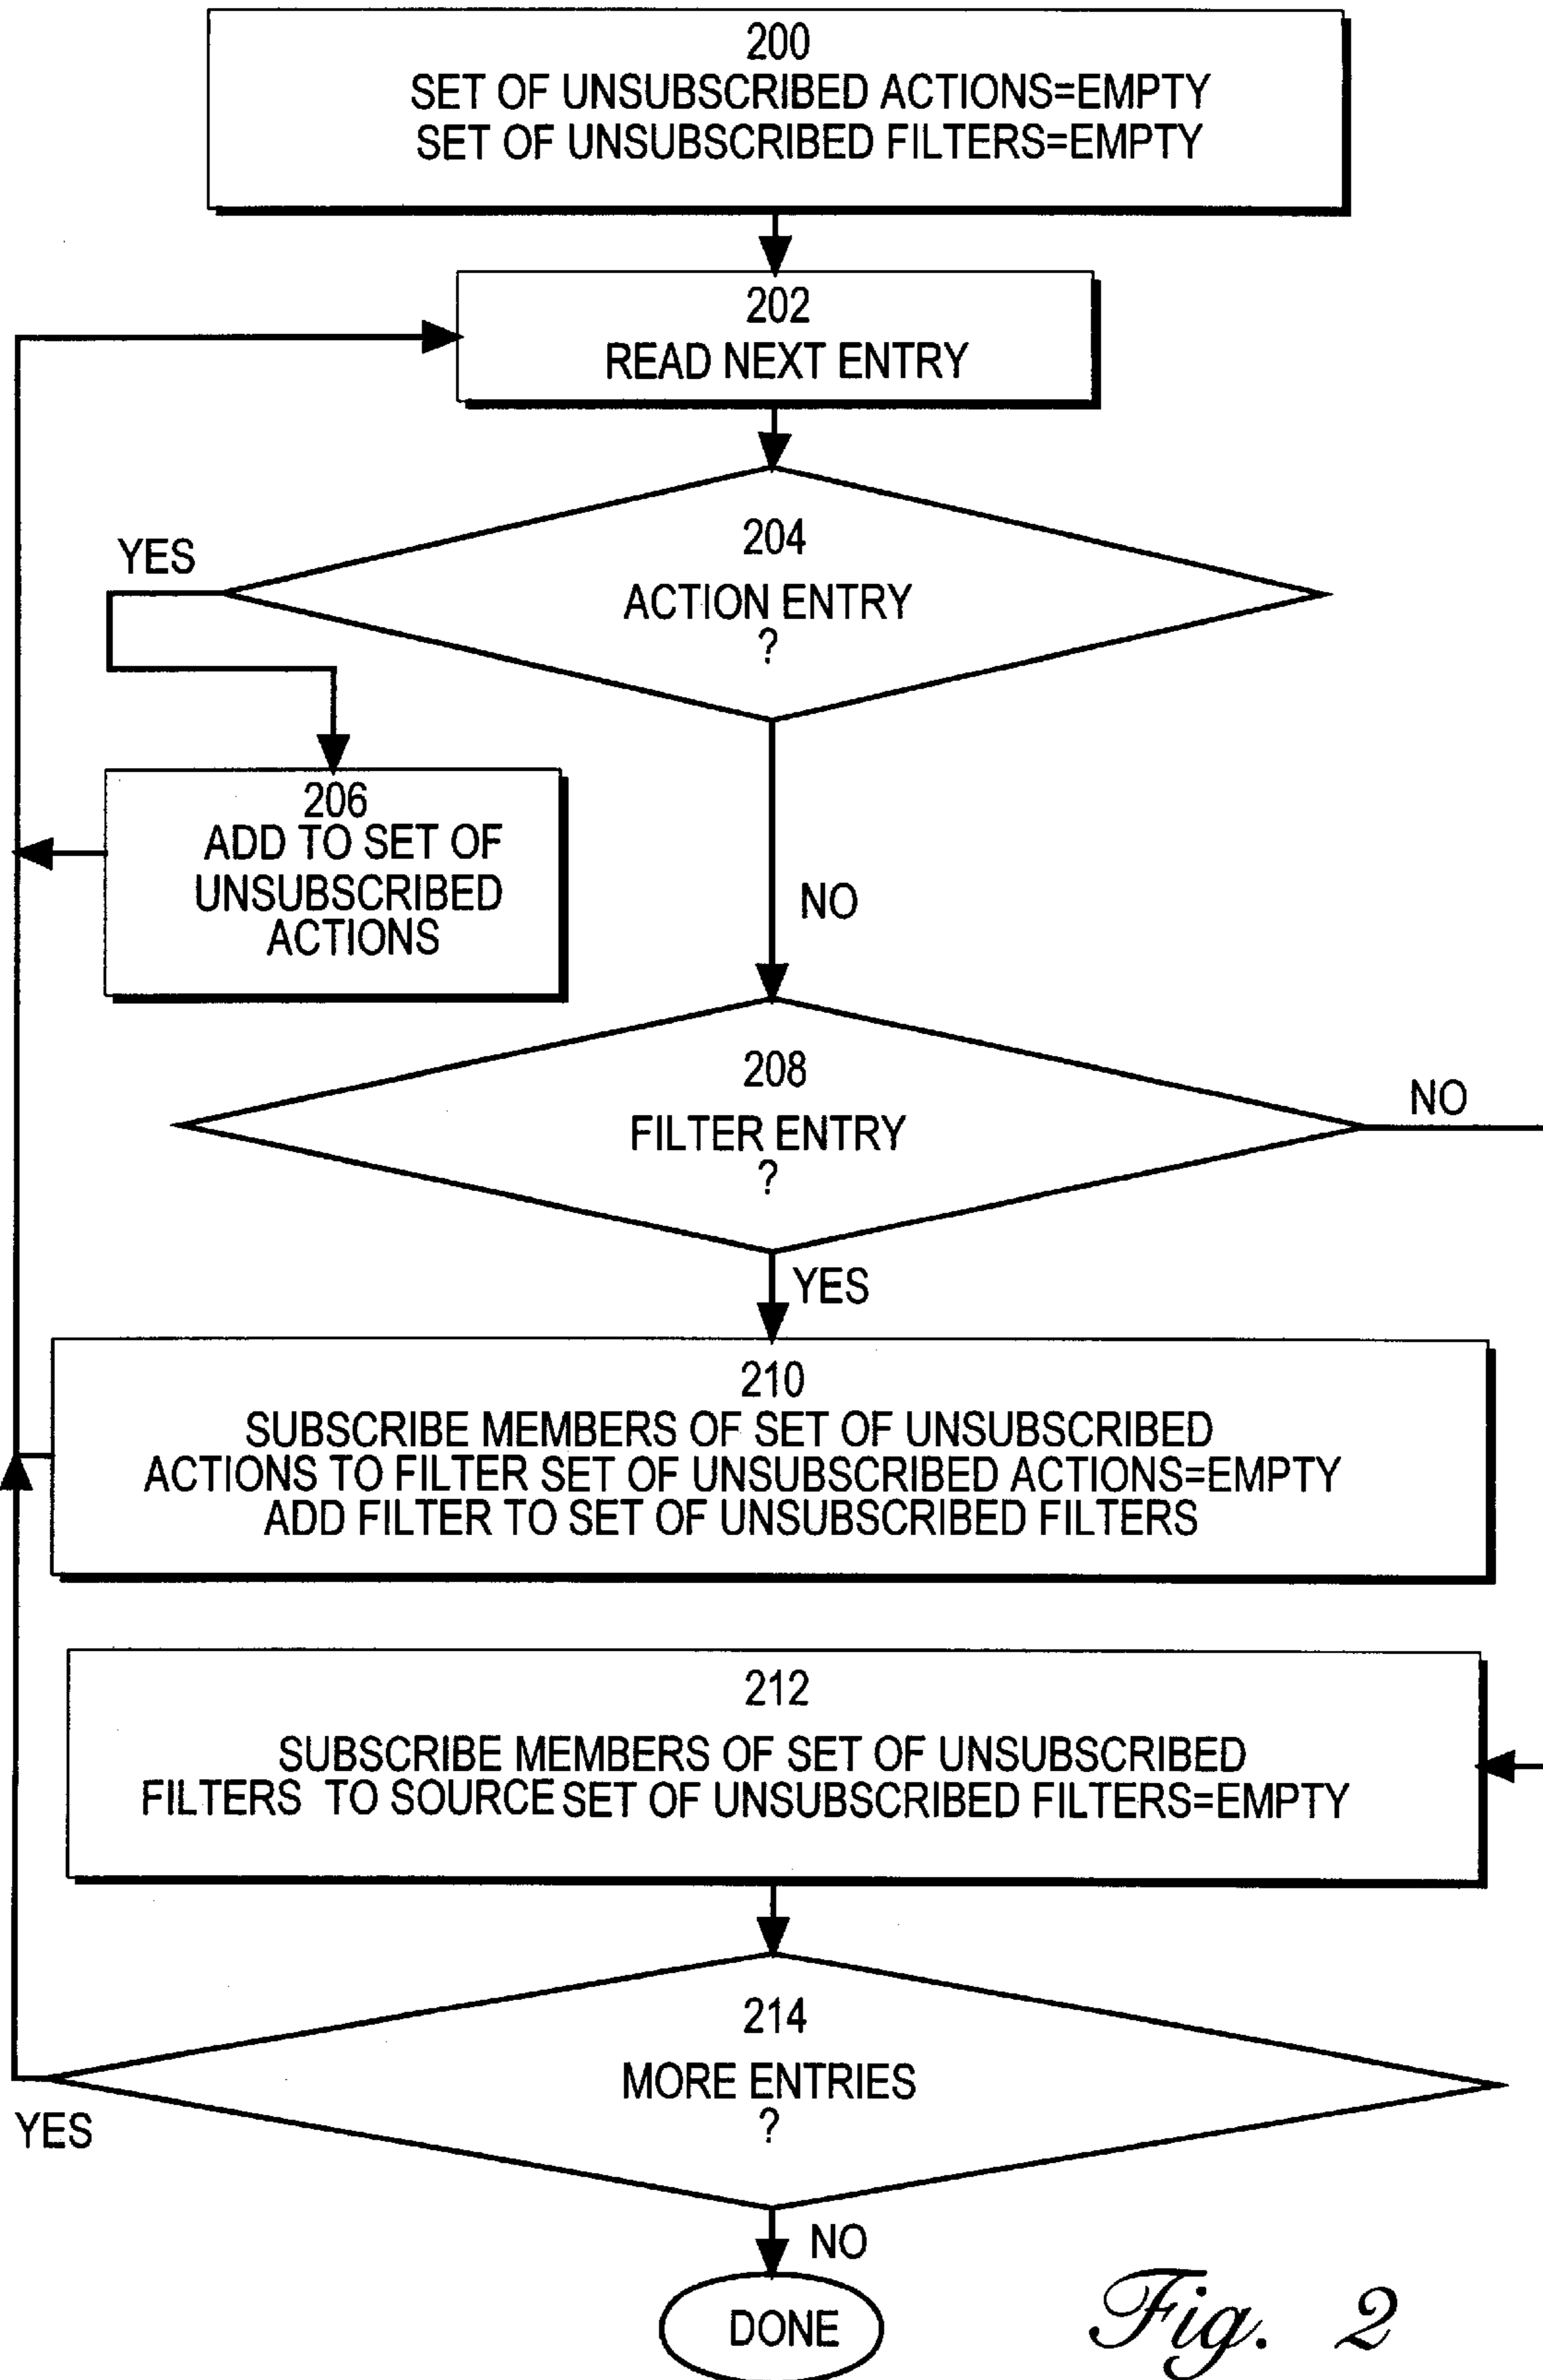 200
SET OF UNSUBSCRIBED ACTIONS=EMPTY
SET OF UNSUBSCRIBED FILTERS=EMPTY
202
READ NEXT ENTRY
204
YES
ACTION ENTRY
?
206
ADD TO SET OF
UNSUBSCRIBED
ACTIONS
NO
208
NO
FILTER ENTRY
?
YES
210
SUBSCRIBE MEMBERS OF SET OF UNSUBSCRIBED
ACTIONS TO FILTER SET OF UNSUBSCRIBED ACTIONS=EMPTY
ADD FILTER TO SET OF UNSUBSCRIBED FILTERS
212
SUBSCRIBE MEMBERS OF SET OF UNSUBSCRIBED
FILTERS TO SOURCE SET OF UNSUBSCRIBED FILTERS=EMPTY
214
MORE ENTRIES
?
YES
NO
DONE
Fig. 2